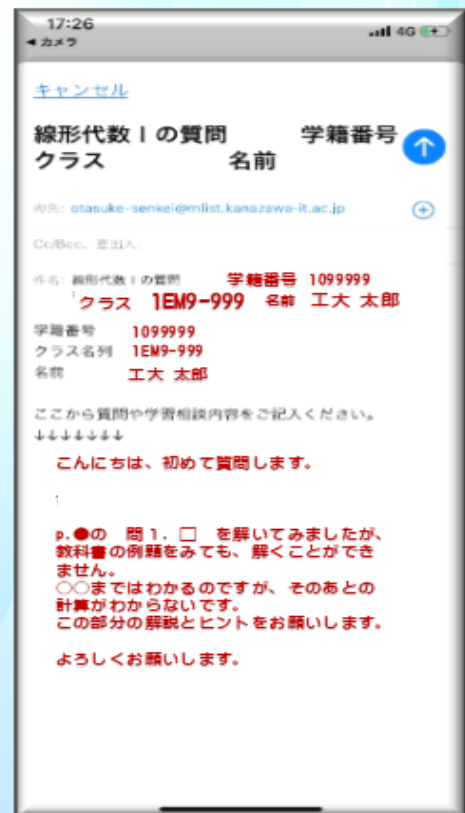 17:26
4G
◀ カメラ
キャンセル
線形代数Ⅰの質問 学籍番号
クラス 名前
宛先: otasuke-senkei@mlist.kanazawa-it.ac.jp
Cc/Bcc、差出人:
件名: 線形代数Ⅰの質問 学籍番号 1099999
クラス 1EM9-999 名前 工大 太郎
学籍番号 1099999
クラス名列 1EM9-999
名前 工大 太郎
ここから質問や学習相談内容をご記入ください。
↓↓↓↓↓↓↓
こんにちは、初めて質問します。
p.●の 問1.□ を解いてみましたが、
教科書の例題をみても、解くことができ
ません。
○○まではわかるのですが、そのあとの
計算がわからないです。
この部分の解説とヒントをお願いします。
よろしくお願いします。